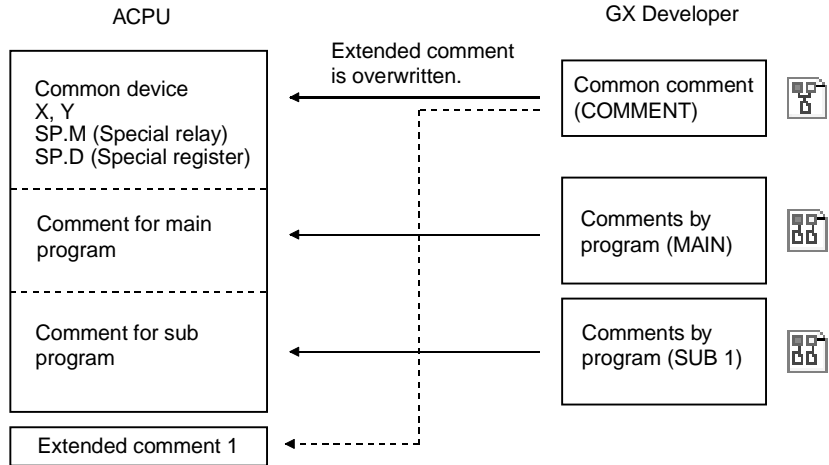 ACPU
GX Developer
Extended comment
is overwritten.
Common device
X, Y
SP.M (Special relay)
SP.D (Special register)
Common comment
(COMMENT)
Comment for main
program
Comments by
program (MAIN)
Comment for sub
program
Comments by
program (SUB 1)
Extended comment 1